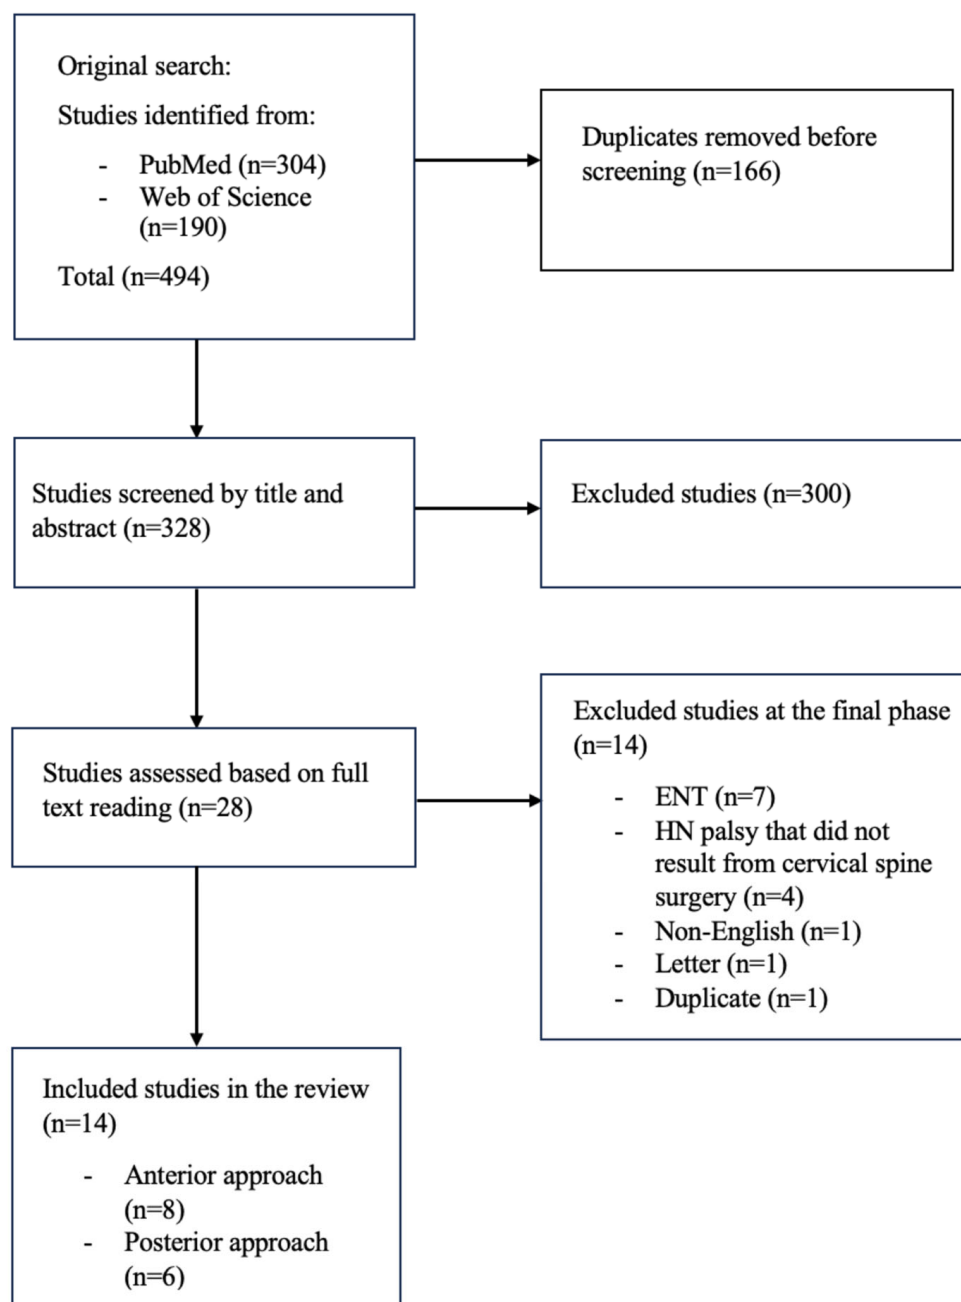 Original search:
Studies identified from:
- PubMed (n=304)
- Web of Science
(n=190)
Total (n=494)
Duplicates removed before
screening (n=166)
Studies screened by title and
abstract (n=328)
Excluded studies (n=300)
Studies assessed based on full
text reading (n=28)
Excluded studies at the final phase
(n=14)
- ENT (n=7)
- HN palsy that did not
result from cervical spine
surgery (n=4)
- Non-English (n=1)
- Letter (n=1)
- Duplicate (n=1)
Included studies in the review
(n=14)
- Anterior approach
(n=8)
- Posterior approach
(n=6)